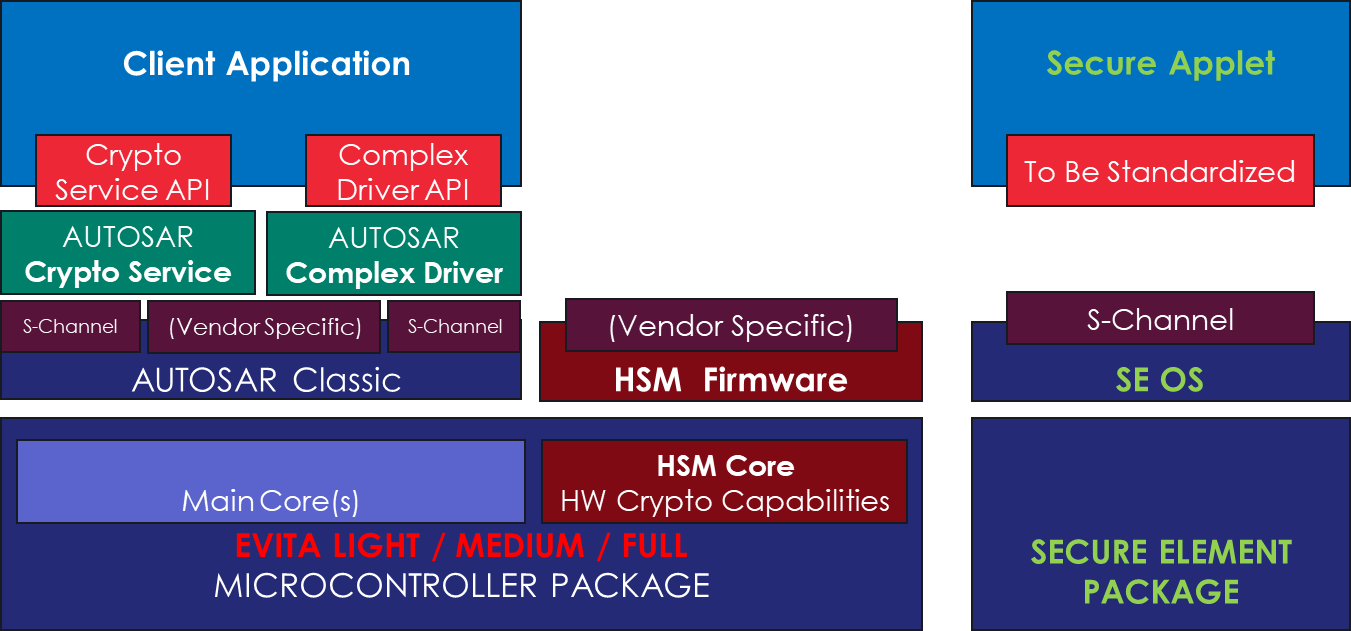 Client Application
Secure Applet
Crypto
Service API
Complex
Driver API
To Be Standardized
AUTOSAR
Crypto Service
AUTOSAR
Complex Driver
S-Channel
(Vendor Specific)
S-Channel
(Vendor Specific)
S-Channel
AUTOSAR Classic
HSM Firmware
SE OS
Main Core(s)
HSM Core
HW Crypto Capabilities
EVITA LIGHT / MEDIUM / FULL
MICROCONTROLLER PACKAGE
SECURE ELEMENT
PACKAGE